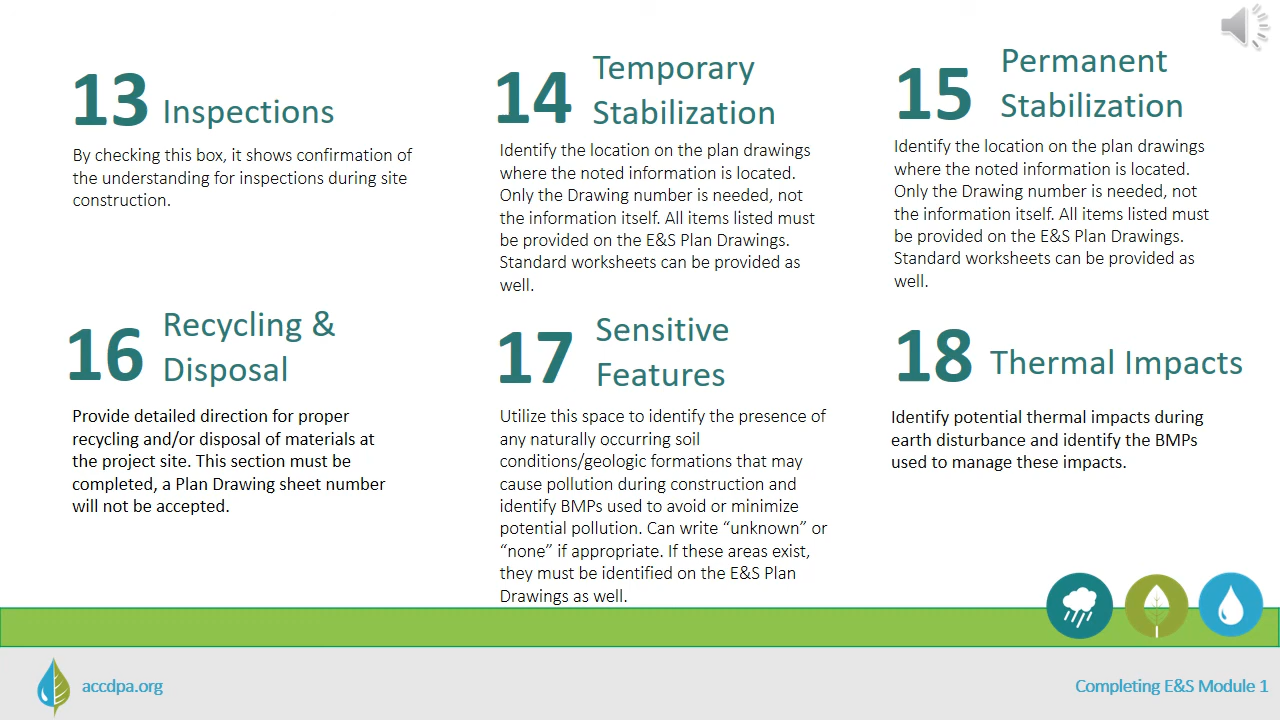 13 Inspections
By checking this box, it shows confirmation of
the understanding for inspections during site
construction.
14 Temporary
Stabilization
Identify the location on the plan drawings
where the noted information is located.
Only the Drawing number is needed, not
the information itself. All items listed must
be provided on the E&S Plan Drawings.
Standard worksheets can be provided as
well.
15 Permanent
Stabilization
Identify the location on the plan drawings
where the noted information is located.
Only the Drawing number is needed, not
the information itself. All items listed must
be provided on the E&S Plan Drawings.
Standard worksheets can be provided as
well.
16 Recycling &
Disposal
Provide detailed direction for proper
recycling and/or disposal of materials at
the project site. This section must be
completed, a Plan Drawing sheet number
will not be accepted.
17 Sensitive
Features
Utilize this space to identify the presence of
any naturally occurring soil
conditions/geologic formations that may
cause pollution during construction and
identify BMPs used to avoid or minimize
potential pollution. Can write “unknown” or
“none” if appropriate. If these areas exist,
they must be identified on the E&S Plan
Drawings as well.
18 Thermal Impacts
Identify potential thermal impacts during
earth disturbance and identify the BMPs
used to manage these impacts.
accdpa.org
Completing E&S Module 1